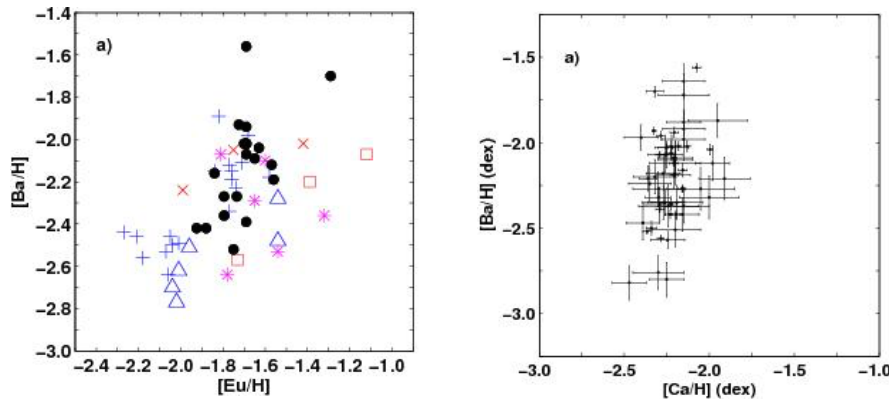 a)
[Ba/H]
−1.4
−1.6
−1.8
−2.0
−2.2
−2.4
−2.6
−2.8
−3.0
−2.4 −2.2 −2.0 −1.8 −1.6 −1.4 −1.2 −1.0
[Eu/H]
a)
[Ba/H] (dex)
−1.5
−2.0
−2.5
−3.0
−3.0 −2.5 −2.0 −1.5 −1.0
[Ca/H] (dex)